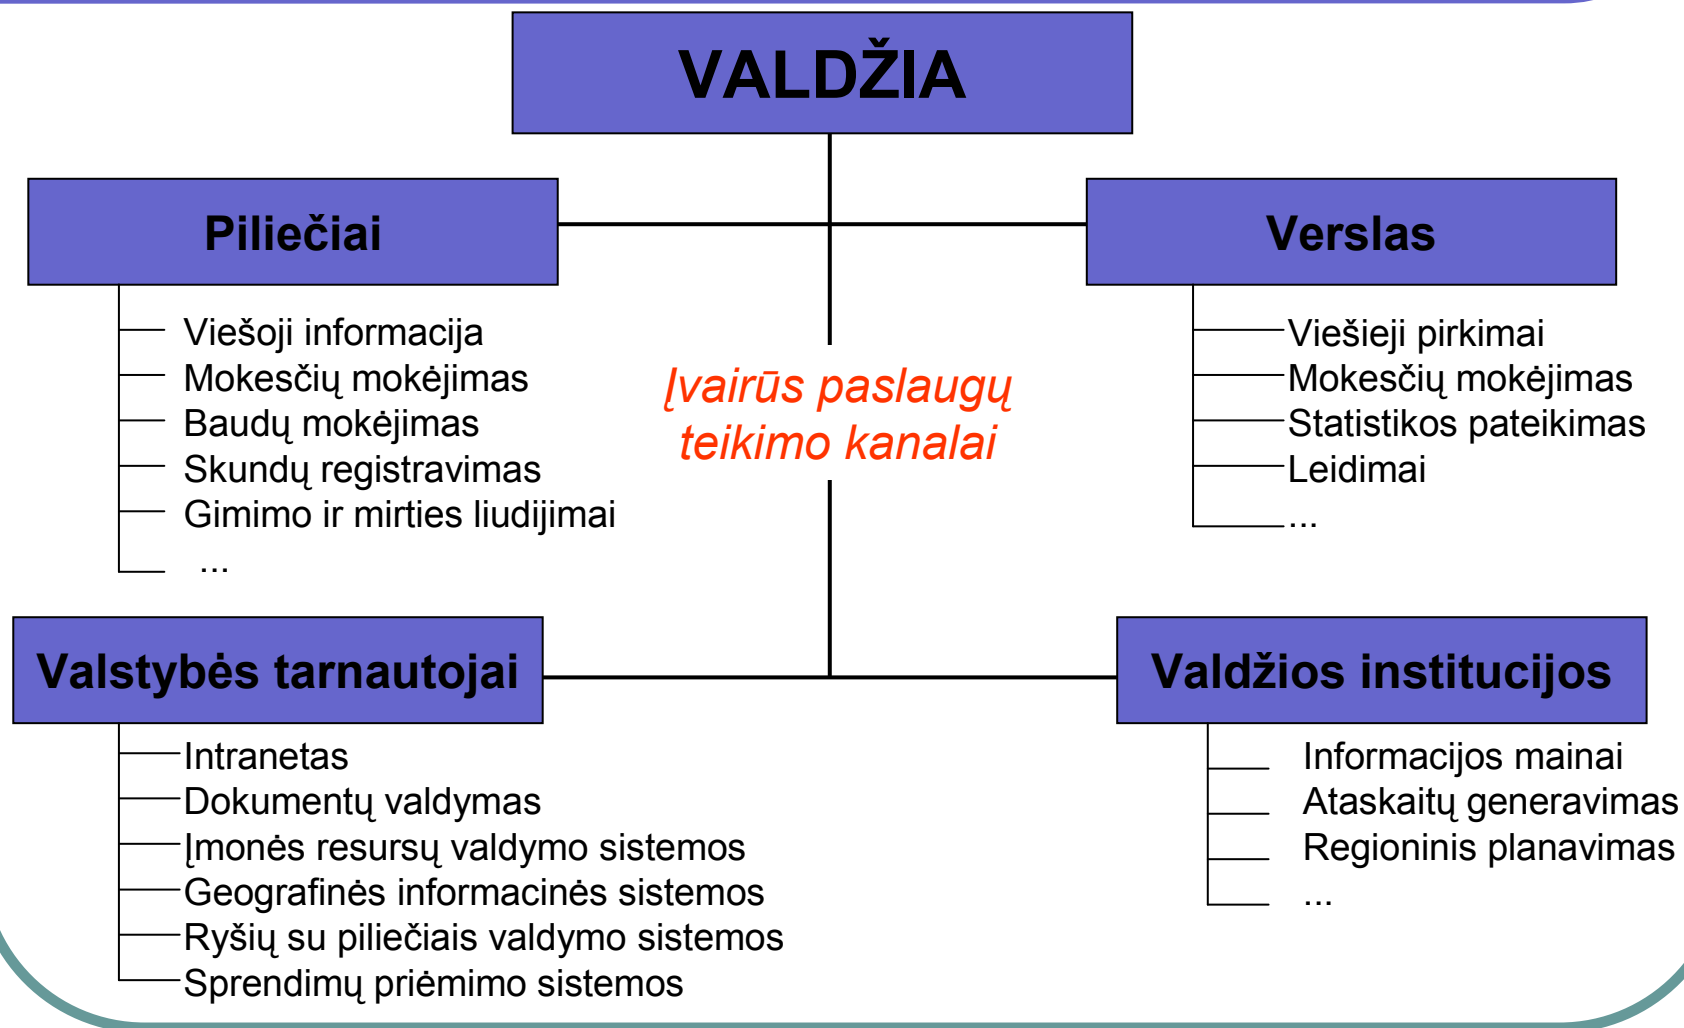 VALDŽIA
Piliečiai
Viešoji informacija
Mokesčių mokėjimas
Baudų mokėjimas
Skundų registravimas
Gimimo ir mirties liudijimai
...
Įvairūs paslaugų
teikimo kanalai
Verslas
Viešieji pirkimai
Mokesčių mokėjimas
Statistikos pateikimas
Leidimai
...
Valstybės tarnautojai
Intranetas
Dokumentų valdymas
Įmonės resursų valdymo sistemos
Geografinės informacinės sistemos
Ryšių su piliečiais valdymo sistemos
Sprendimų priėmimo sistemos
Valdžios institucijos
Informacijos mainai
Ataskaitų generavimas
Regioninis planavimas
...